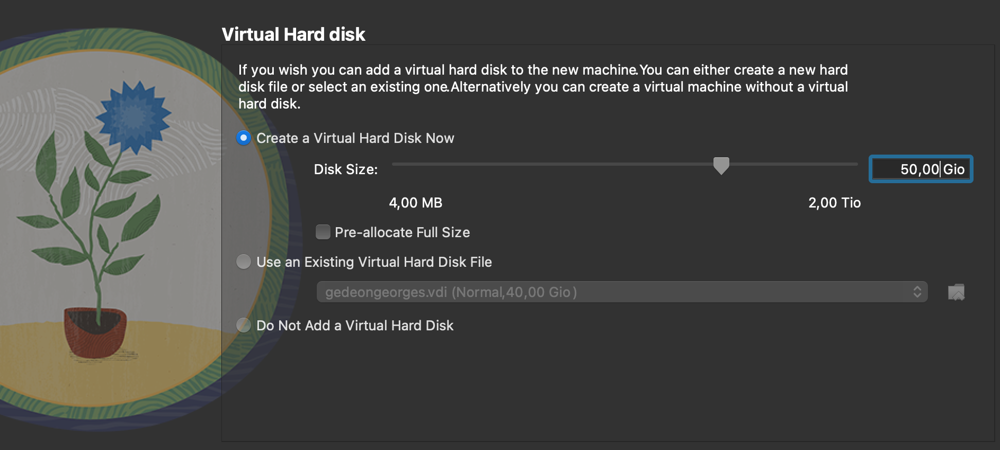 Virtual Hard disk
If you wish you can add a virtual hard disk to the new machine.You can either create a new hard
disk file or select an existing one.Alternatively you can create a virtual machine without a virtual
hard disk.
Create a Virtual Hard Disk Now
Disk Size:
50,00 Gio
4,00 MB
2,00 Tio
Pre-allocate Full Size
Use an Existing Virtual Hard Disk File
gedeongeorges.vdi (Normal,40,00 Gio )
Do Not Add a Virtual Hard Disk